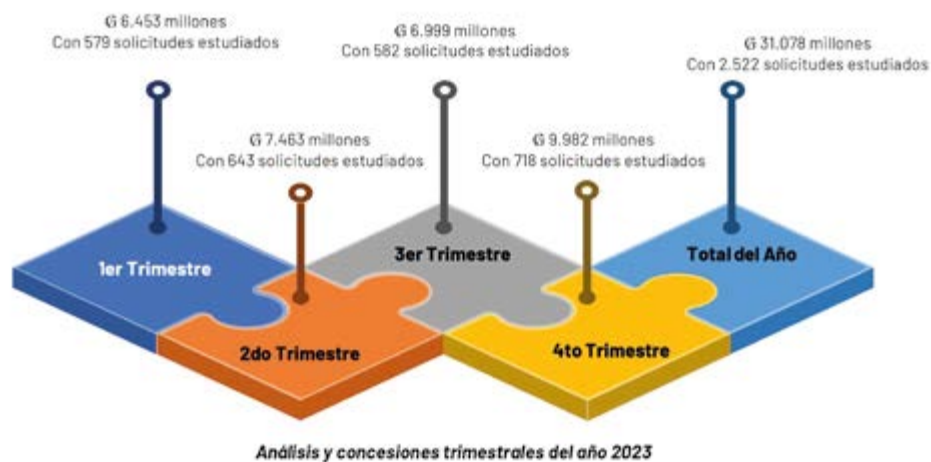 ₲ 6.453 millones
Con 579 solicitudes estudiados
₲ 6.999 millones
Con 582 solicitudes estudiados
₲ 31.078 millones
Con 2.522 solicitudes estudiados
₲ 7.463 millones
Con 643 solicitudes estudiados
₲ 9.982 millones
Con 718 solicitudes estudiados
1er Trimestre
3er Trimestre
Total del Año
2do Trimestre
4to Trimestre
Análisis y concesiones trimestrales del año 2023